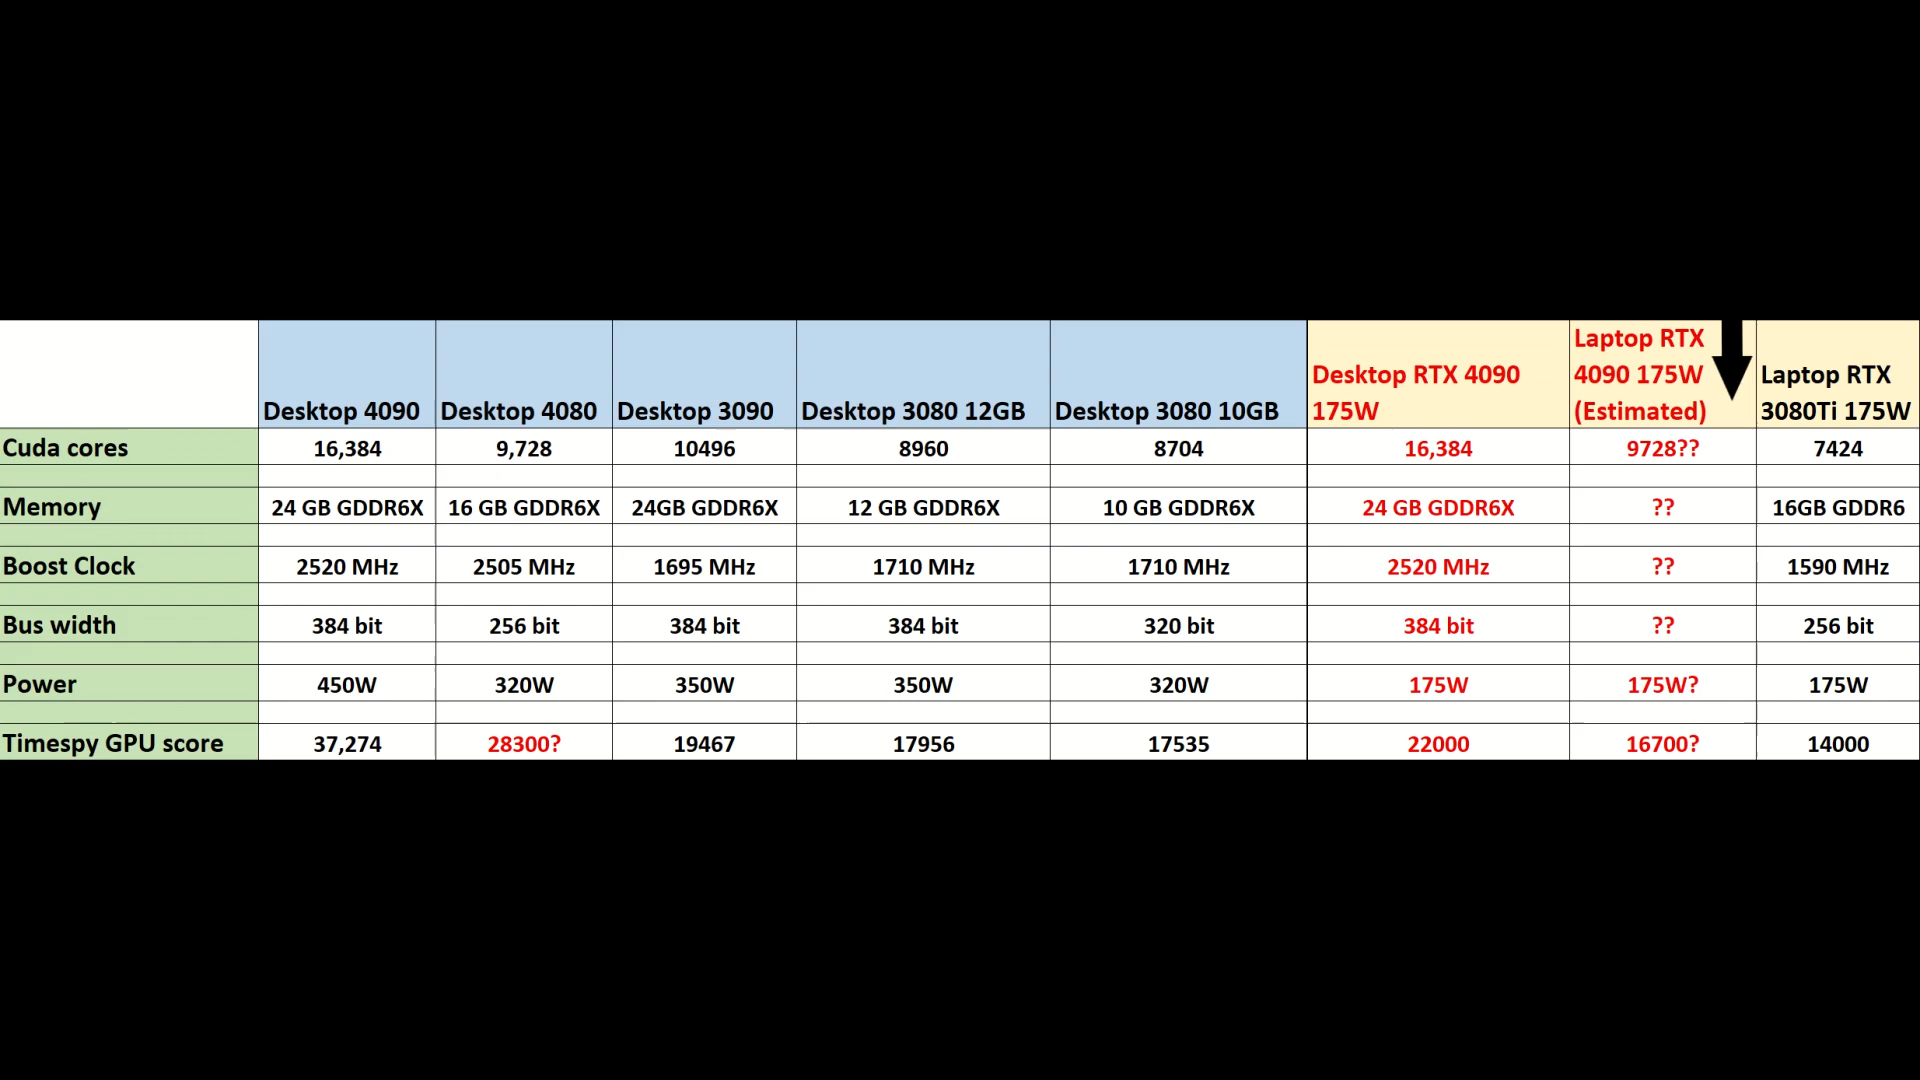 Desktop 4090 Desktop 4080 Desktop 3090 Desktop 3080 12GB Desktop 3080 10GB Desktop RTX 4090 175W Laptop RTX 4090 175W (Estimated) Laptop RTX 3080Ti 175W
Cuda cores 16,384 9,728 10496 8960 8704 16,384 9728?? 7424
Memory 24 GB GDDR6X 16 GB GDDR6X 24GB GDDR6X 12 GB GDDR6X 10 GB GDDR6X 24 GB GDDR6X ?? 16GB GDDR6
Boost Clock 2520 MHz 2505 MHz 1695 MHz 1710 MHz 1710 MHz 2520 MHz ?? 1590 MHz
Bus width 384 bit 256 bit 384 bit 384 bit 320 bit 384 bit ?? 256 bit
Power 450W 320W 350W 350W 320W 175W 175W? 175W
Timespy GPU score 37,274 28300? 19467 17956 17535 22000 16700? 14000